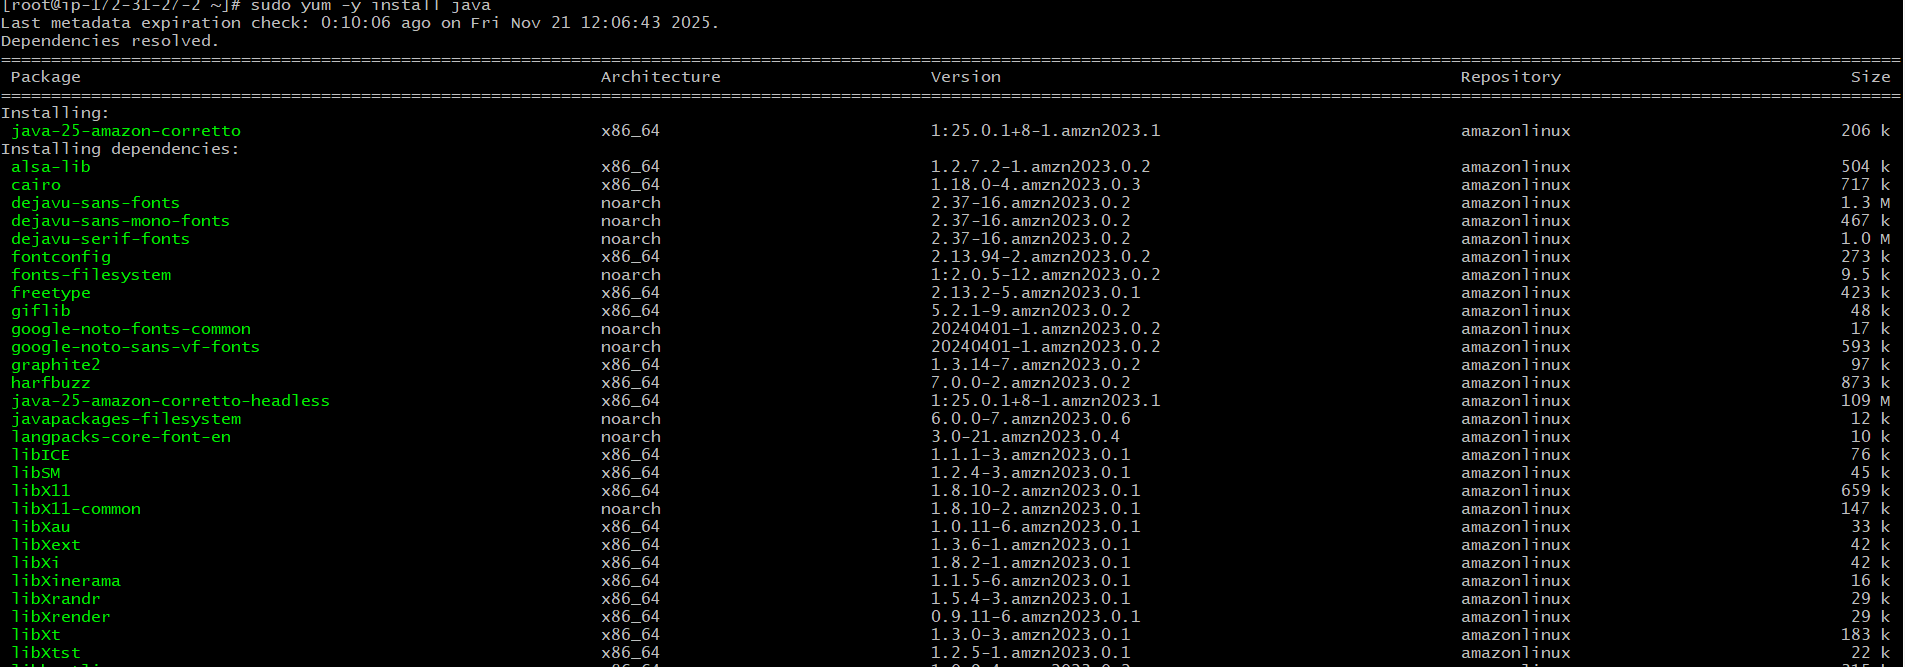 [root@ip-172-31-27-2 ~]# sudo yum -y install java
Last metadata expiration check: 0:10:06 ago on Fri Nov 21 12:06:43 2025.
Dependencies resolved.
================================================================================
Package Architecture Version Repository Size
================================================================================
Installing:
java-25-amazon-corretto x86_64 1:25.0.1+8-1.amzn2023.1 amazonlinux 206 k
Installing dependencies:
alsa-lib x86_64 1.2.7.2-1.amzn2023.0.2 amazonlinux 504 k
cairo x86_64 1.18.0-4.amzn2023.0.3 amazonlinux 717 k
dejavu-sans-fonts noarch 2.37-16.amzn2023.0.2 amazonlinux 1.3 M
dejavu-sans-mono-fonts noarch 2.37-16.amzn2023.0.2 amazonlinux 467 k
dejavu-serif-fonts noarch 2.37-16.amzn2023.0.2 amazonlinux 1.0 M
fontconfig x86_64 2.13.94-2.amzn2023.0.2 amazonlinux 273 k
fonts-filesystem noarch 1:2.0.5-12.amzn2023.0.2 amazonlinux 9.5 k
freetype x86_64 2.13.2-5.amzn2023.0.1 amazonlinux 423 k
giflib x86_64 5.2.1-9.amzn2023.0.2 amazonlinux 48 k
google-noto-fonts-common noarch 20240401-1.amzn2023.0.2 amazonlinux 17 k
google-noto-sans-vf-fonts noarch 20240401-1.amzn2023.0.2 amazonlinux 593 k
graphite2 x86_64 1.3.14-7.amzn2023.0.2 amazonlinux 97 k
harfbuzz x86_64 7.0.0-2.amzn2023.0.2 amazonlinux 873 k
java-25-amazon-corretto-headless x86_64 1:25.0.1+8-1.amzn2023.1 amazonlinux 109 M
javapackages-filesystem noarch 6.0.0-7.amzn2023.0.6 amazonlinux 12 k
langpacks-core-font-en noarch 3.0-21.amzn2023.0.4 amazonlinux 10 k
libICE x86_64 1.1.1-3.amzn2023.0.1 amazonlinux 76 k
libSM x86_64 1.2.4-3.amzn2023.0.1 amazonlinux 45 k
libX11 x86_64 1.8.10-2.amzn2023.0.1 amazonlinux 659 k
libX11-common noarch 1.8.10-2.amzn2023.0.1 amazonlinux 147 k
libXau x86_64 1.0.11-6.amzn2023.0.1 amazonlinux 33 k
libXext x86_64 1.3.6-1.amzn2023.0.1 amazonlinux 42 k
libXi x86_64 1.8.2-1.amzn2023.0.1 amazonlinux 42 k
libXinerama x86_64 1.1.5-6.amzn2023.0.1 amazonlinux 16 k
libXrandr x86_64 1.5.4-3.amzn2023.0.1 amazonlinux 29 k
libXrender x86_64 0.9.11-6.amzn2023.0.1 amazonlinux 29 k
libXt x86_64 1.3.0-3.amzn2023.0.1 amazonlinux 183 k
libXtst x86_64 1.2.5-1.amzn2023.0.1 amazonlinux 22 k